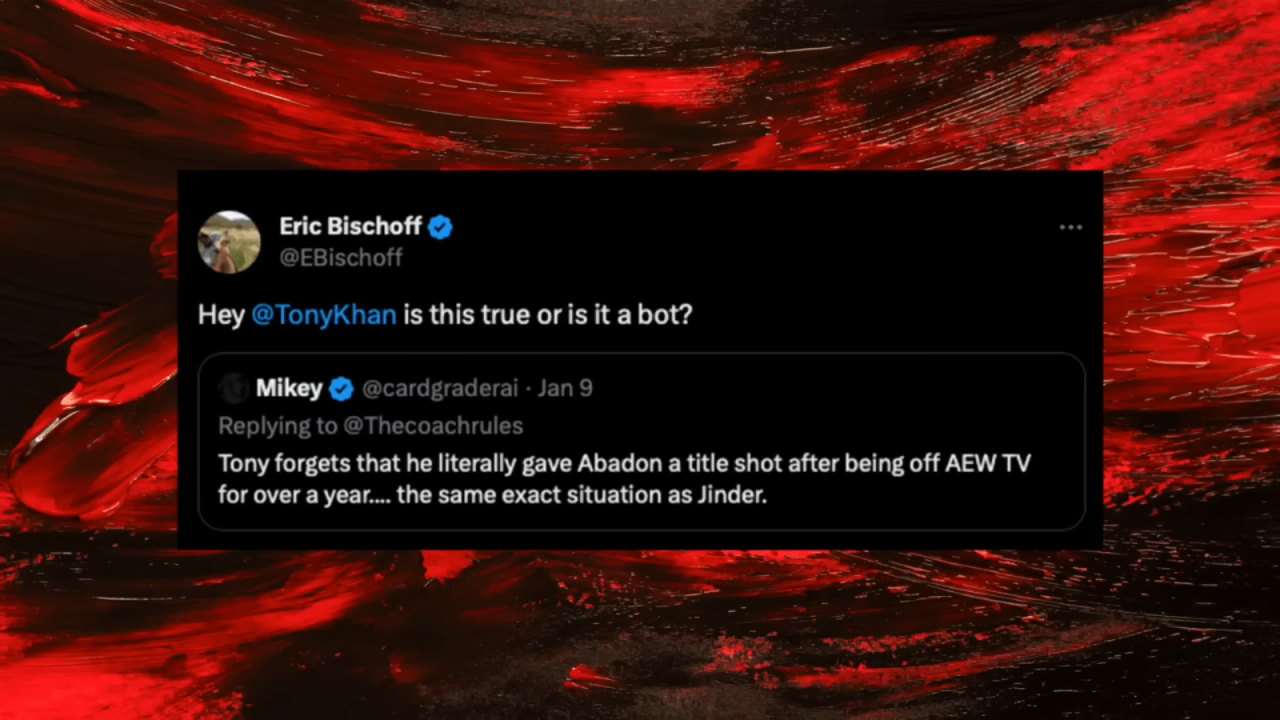 Eric Bischoff
@EBischoff
Hey @TonyKhan is this true or is it a bot?
Mikey @cardgraderai · Jan 9
Replying to @Thecoachrules
Tony forgets that he literally gave Abadon a title shot after being off AEW TV
for over a year.... the same exact situation as Jinder.